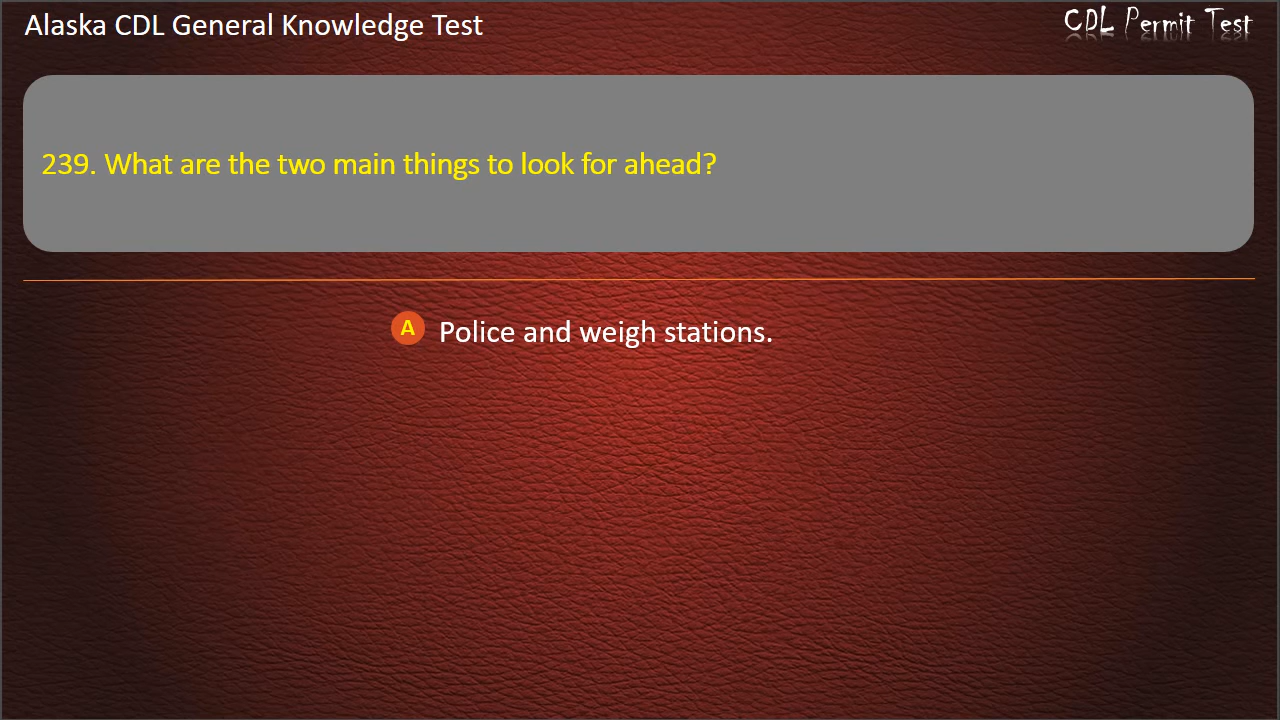 Alaska CDL General Knowledge Test
CDL Permit Test
239. What are the two main things to look for ahead?
A Police and weigh stations.